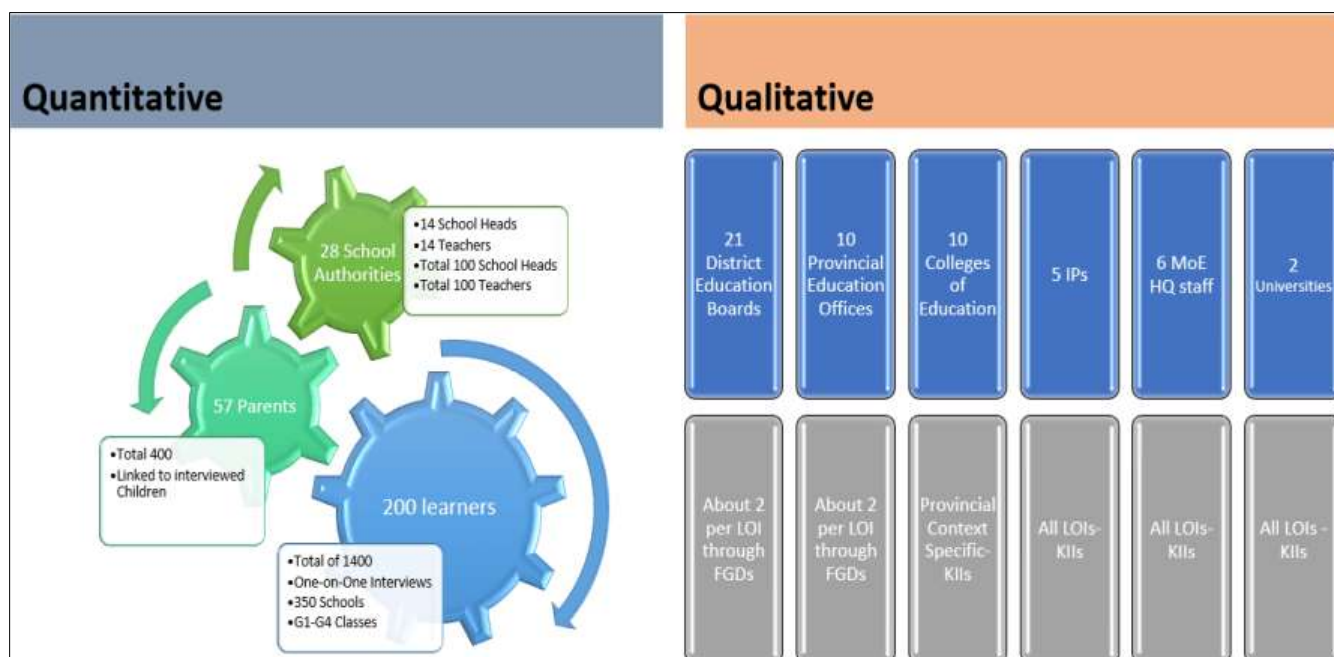 Quantitative
28 School
Authorities
•14 School Heads
•14 Teachers
•Total 100 School Heads
•Total 100 Teachers
57 Parents
•Total 400
•Linked to interviewed
Children
200 learners
•Total of 1400
•One-on-One Interviews
•350 Schools
•G1-G4 Classes
Qualitative
21
District
Education
Boards
10
Provincial
Education
Offices
10
Colleges
of
Education
5 IPs
6 MoE
HQ staff
2
Universities
About 2
per LOI
through
FGDs
About 2
per LOI
through
FGDs
Provincial
Context
Specific-
KIIs
All LOIs-
KIIs
All LOIs-
KIIs
All LOIs -
KIIs